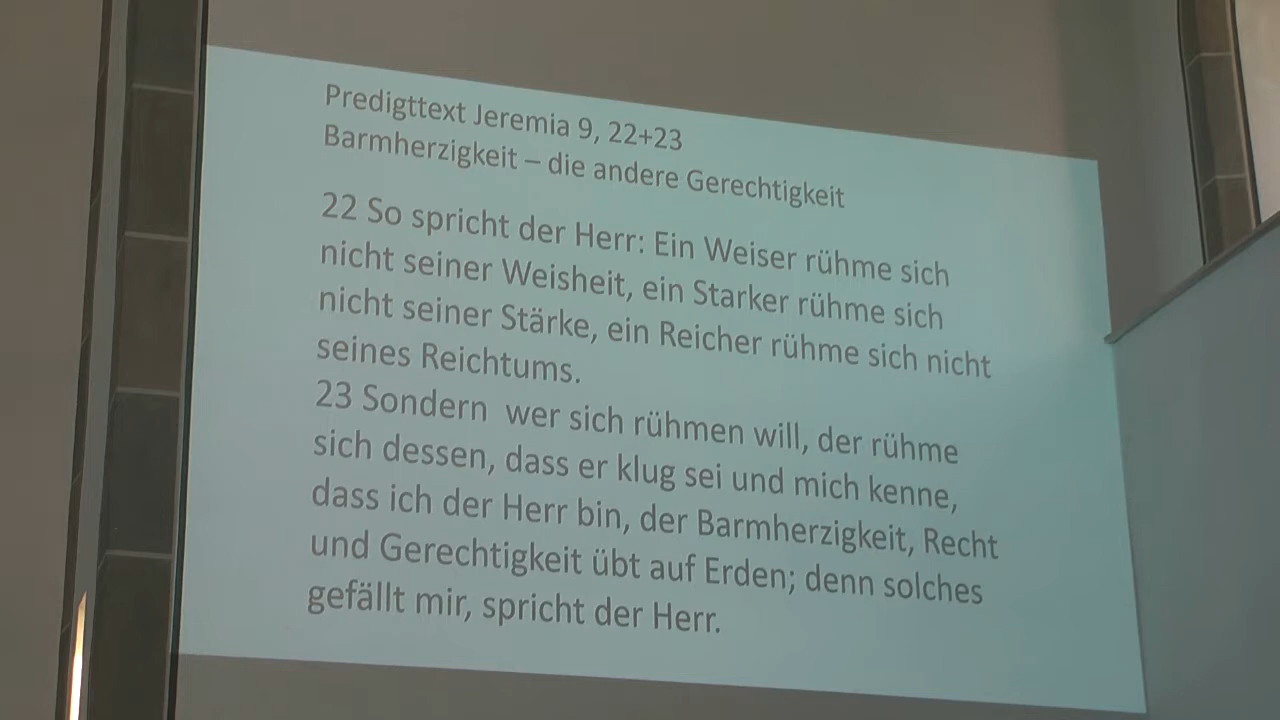 Predigttext Jeremia 9, 22+23
Barmherzigkeit – die andere Gerechtigkeit
22 So spricht der Herr: Ein Weiser rühme sich
nicht seiner Weisheit, ein Starker rühme sich
nicht seiner Stärke, ein Reicher rühme sich nicht
seines Reichtums.
23 Sondern  wer sich rühmen will, der rühme
sich dessen, dass er klug sei und mich kenne,
dass ich der Herr bin, der Barmherzigkeit, Recht
und Gerechtigkeit übt auf Erden; denn solches
gefällt mir, spricht der Herr.